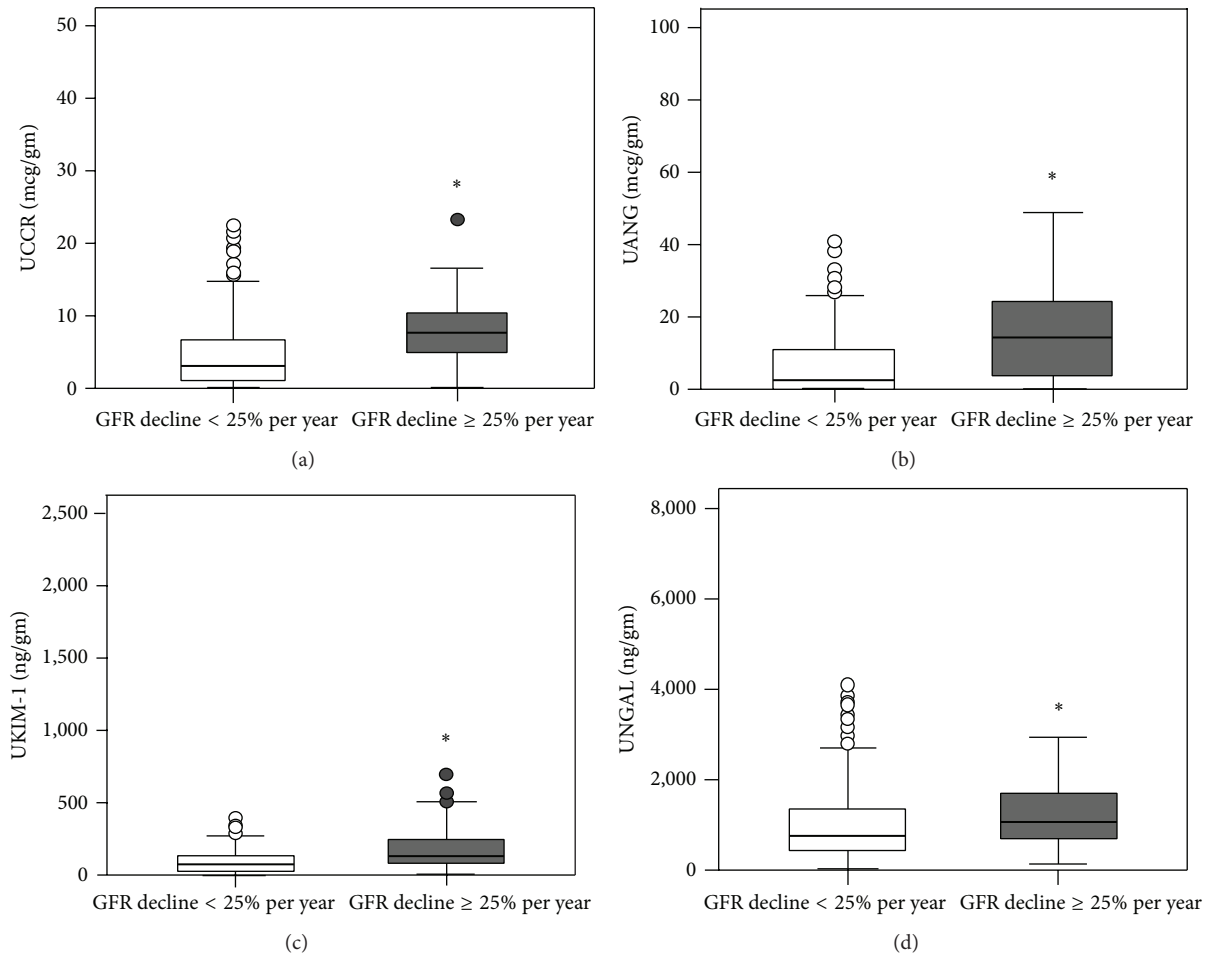 50
40
30
20
10
0
UCCR (mcg/gm)
*
GFR decline < 25% per year
GFR decline ≥ 25% per year
(a)
100
80
60
40
20
0
UANG (mcg/gm)
*
GFR decline < 25% per year
GFR decline ≥ 25% per year
(b)
2,500
2,000
1,500
1,000
500
0
UKIM-1 (ng/gm)
*
GFR decline < 25% per year
GFR decline ≥ 25% per year
(c)
8,000
6,000
4,000
2,000
0
UNGAL (ng/gm)
*
GFR decline < 25% per year
GFR decline ≥ 25% per year
(d)